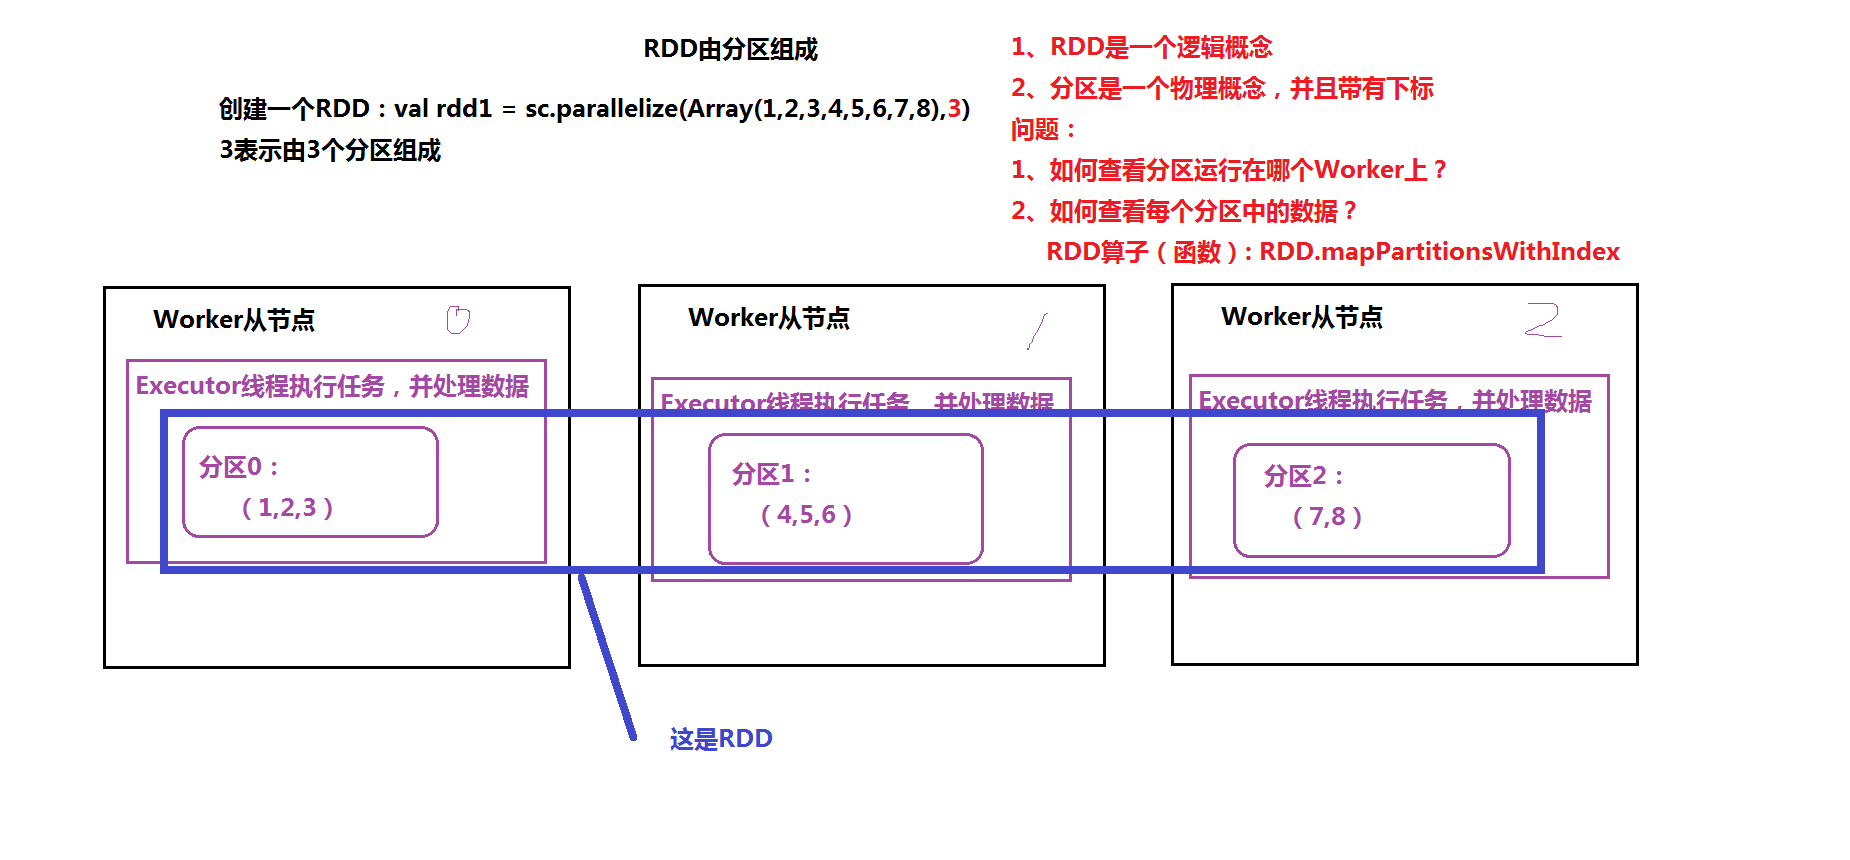 RDD由分区组成
创建一个RDD：val rdd1 = sc.parallelize(Array(1,2,3,4,5,6,7,8),3)
3表示由3个分区组成
1、RDD是一个逻辑概念
2、分区是一个物理概念，并且带有下标
问题：
1、如何查看分区运行在哪个Worker上？
2、如何查看每个分区中的数据？
RDD算子（函数）: RDD.mapPartitionsWithIndex
Worker从节点
0
Executor线程执行任务，并处理数据
分区0：
（1,2,3）
Worker从节点
1
Executor线程执行任务，并处理数据
分区1：
（4,5,6）
Worker从节点
2
Executor线程执行任务，并处理数据
分区2：
（7,8）
这是RDD